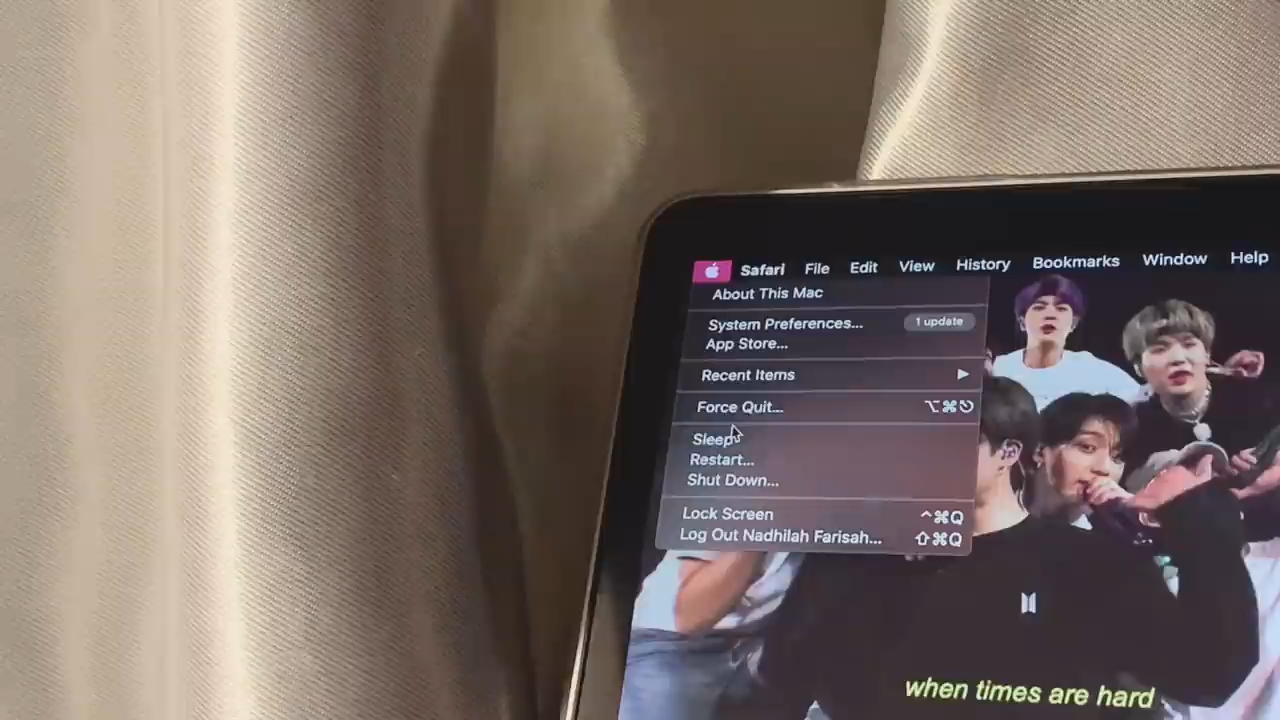 Safari File Edit View History Bookmarks Window Help
About This Mac
System Preferences... 1 update
App Store...
Recent Items ▶
Force Quit... ⌥⌘⎋
Sleep
Restart...
Shut Down...
Lock Screen ^⌘Q
Log Out Nadhilah Farisah... ⇧⌘Q
when times are hard